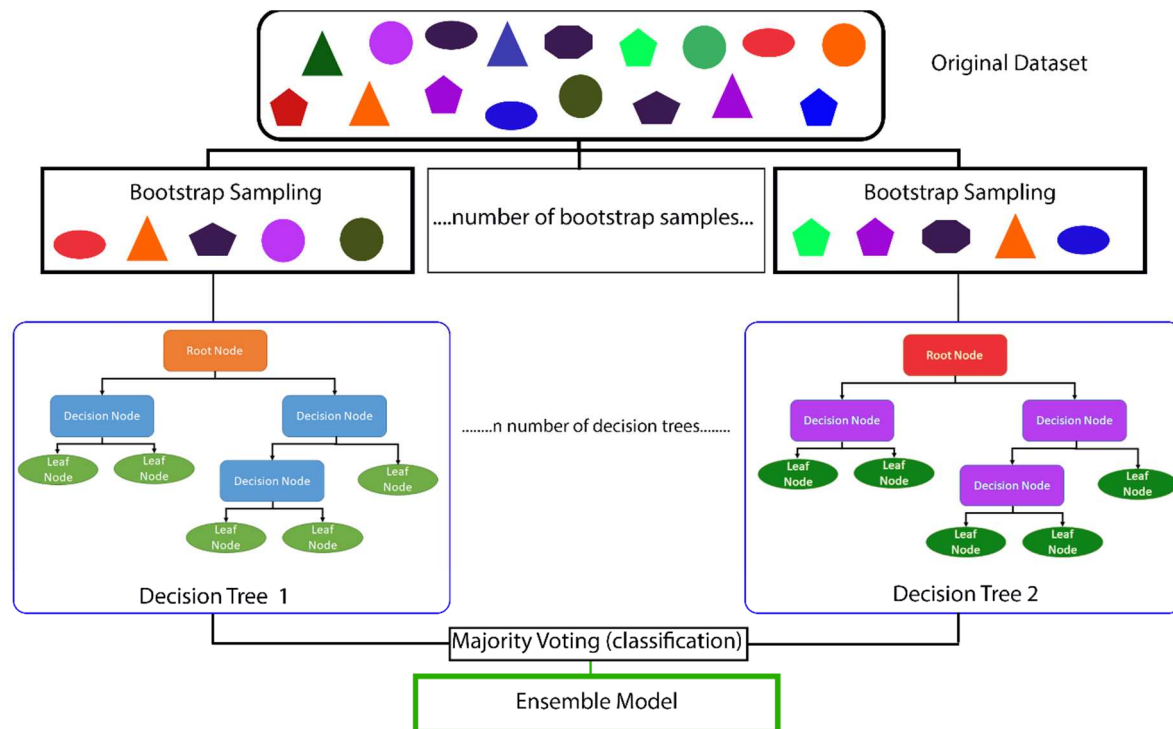 Original Dataset
Bootstrap Sampling
....number of bootstrap samples...
Bootstrap Sampling
Root Node
Decision Node
Decision Node
Leaf
Node
Leaf
Node
Decision Node
Leaf
Node
Leaf
Node
Leaf
Node
Decision Tree 1
........n number of decision trees........
Root Node
Decision Node
Decision Node
Leaf
Node
Leaf
Node
Decision Node
Leaf
Node
Leaf
Node
Leaf
Node
Decision Tree 2
Majority Voting (classification)
Ensemble Model